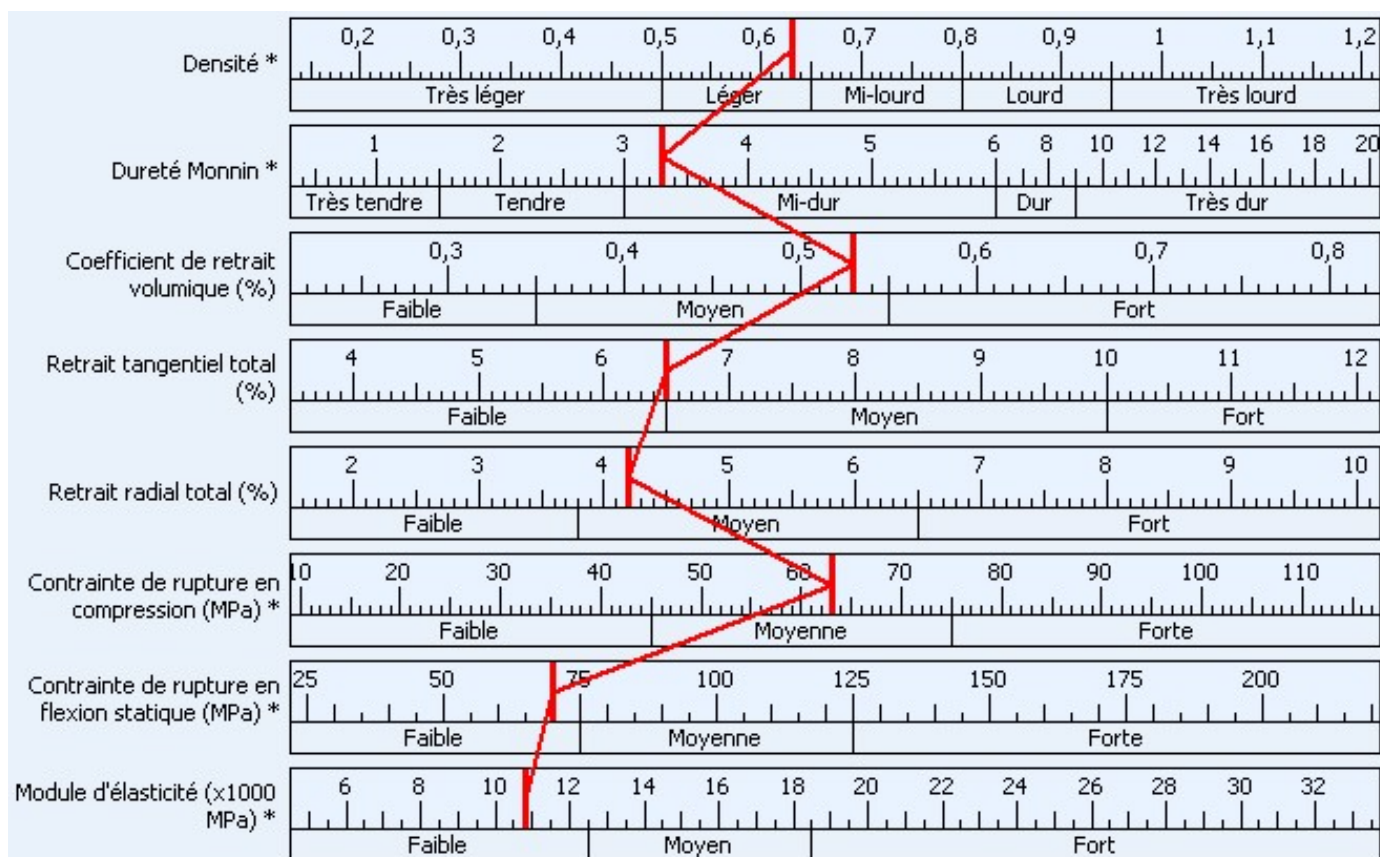 0,2 0,3 0,4 0,5 0,6 0,7 0,8 0,9 1 1,1 1,2
Densité *
Très léger Léger Mi-lourd Lourd Très lourd
1 2 3 4 5 6 8 10 12 14 16 18 20
Dureté Monnin *
Très tendre Tendre Mi-dur Dur Très dur
0,3 0,4 0,5 0,6 0,7 0,8
Coefficient de retrait
volumique (%)
Faible Moyen Fort
4 5 6 7 8 9 10 11 12
Retrait tangentiel total
(%)
Faible Moyen Fort
2 3 4 5 6 7 8 9 10
Retrait radial total (%)
Faible Moyen Fort
10 20 30 40 50 60 70 80 90 100 110
Contrainte de rupture en
compression (MPa) *
Faible Moyenne Forte
25 50 75 100 125 150 175 200
Contrainte de rupture en
flexion statique (MPa) *
Faible Moyenne Forte
6 8 10 12 14 16 18 20 22 24 26 28 30 32
Module d'élasticité (x1000
MPa) *
Faible Moyen Fort